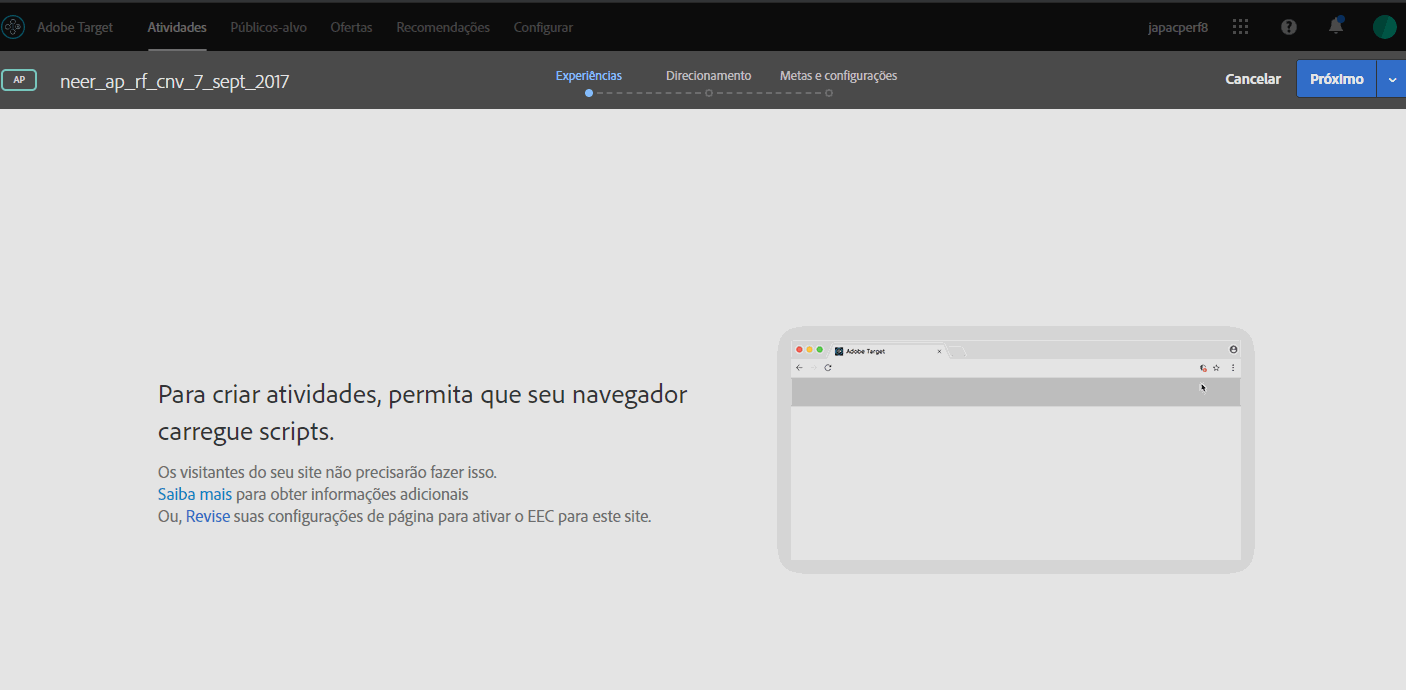 Adobe Target Atividades Públicos-alvo Ofertas Recomendações Configurar japacperf8
AP neer_ap_rf_cnv_7_sept_2017 Experiências Direcionamento Metas e configurações Cancelar Próximo
Adobe Target
Para criar atividades, permita que seu navegador
carregue scripts.
Os visitantes do seu site não precisarão fazer isso.
Saiba mais para obter informações adicionais
Ou, Revise suas configurações de página para ativar o EEC para este site.